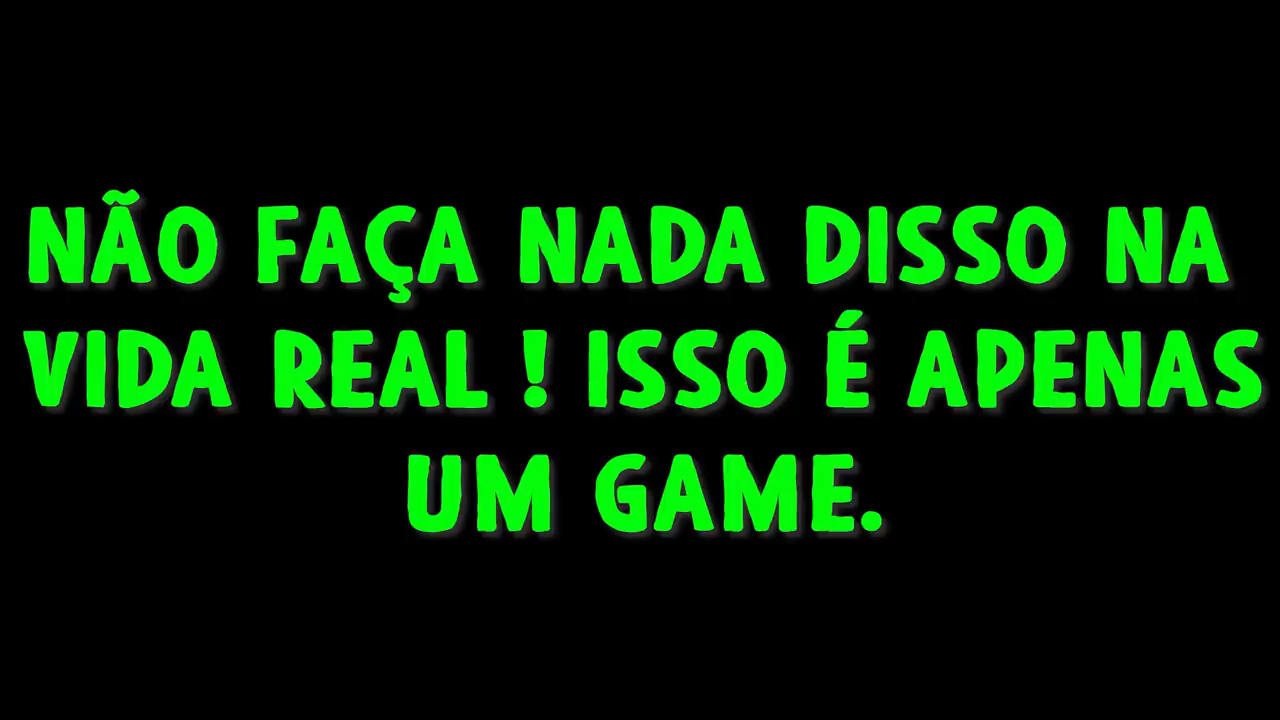 NÃO FAÇA NADA DISSO NA
VIDA REAL ! ISSO É APENAS
UM GAME.